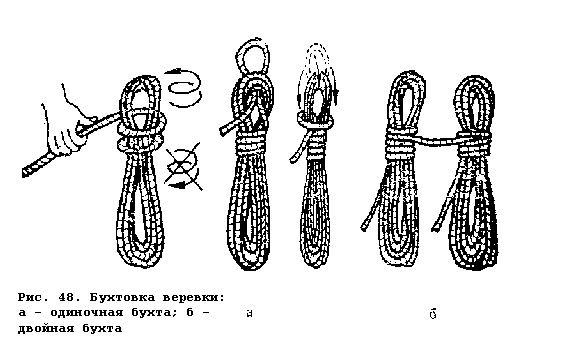 Рис. 48. Бухтовка веревки:
а – одиночная бухта; б –
двойная бухта
а
б